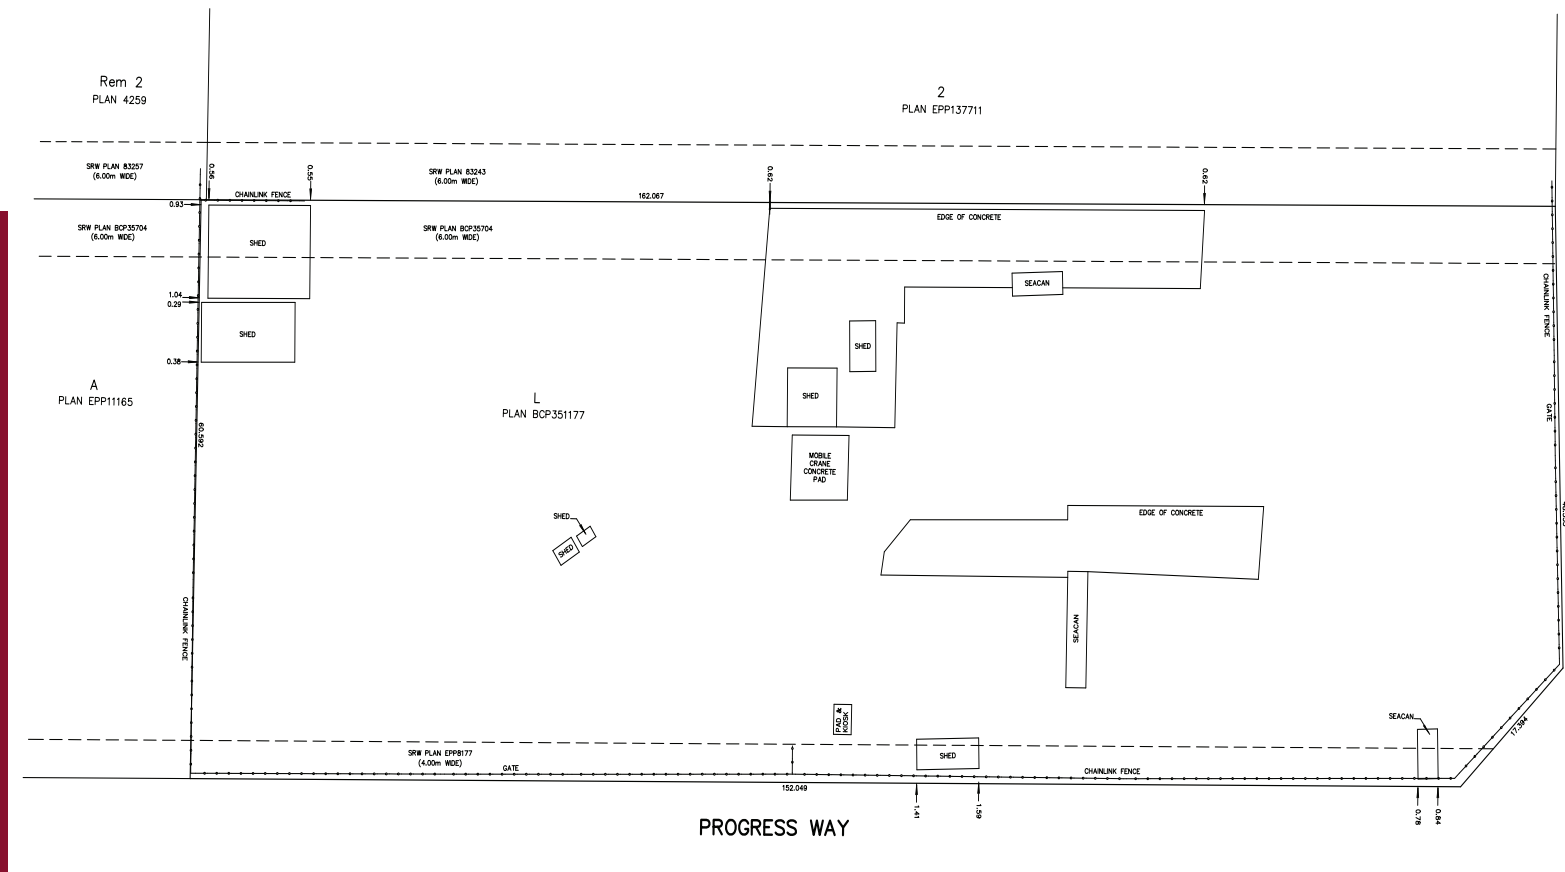 Rem 2
PLAN 4259
2
PLAN EPP137711
SRW PLAN 83257
(6.00m WIDE)
0.56
0.55
SRW PLAN 83243
(6.00m WIDE)
0.62
0.62
CHAINLINK FENCE
162.067
0.93
SRW PLAN BCP35704
(6.00m WIDE)
SHED
SRW PLAN BCP35704
(6.00m WIDE)
EDGE OF CONCRETE
SEACAN
CHAINLINK FENCE
1.04
0.29
SHED
SHED
0.38
A
PLAN EPP11165
L
PLAN BCP351177
SHED
GATE
60.592
MOBILE
CRANE
CONCRETE
PAD
SHED
SHED
EDGE OF CONCRETE
CHAINLINK FENCE
SEACAN
PAD &
KIOSK
SEACAN
17.394
SRW PLAN EPP8177
(4.00m WIDE)
GATE
SHED
CHAINLINK FENCE
152.049
1.41
1.59
0.78
0.84
PROGRESS WAY